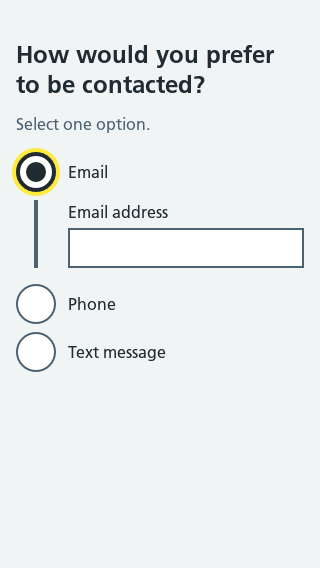 How would you prefer
to be contacted?
Select one option.
Email
Email address
Phone
Text message